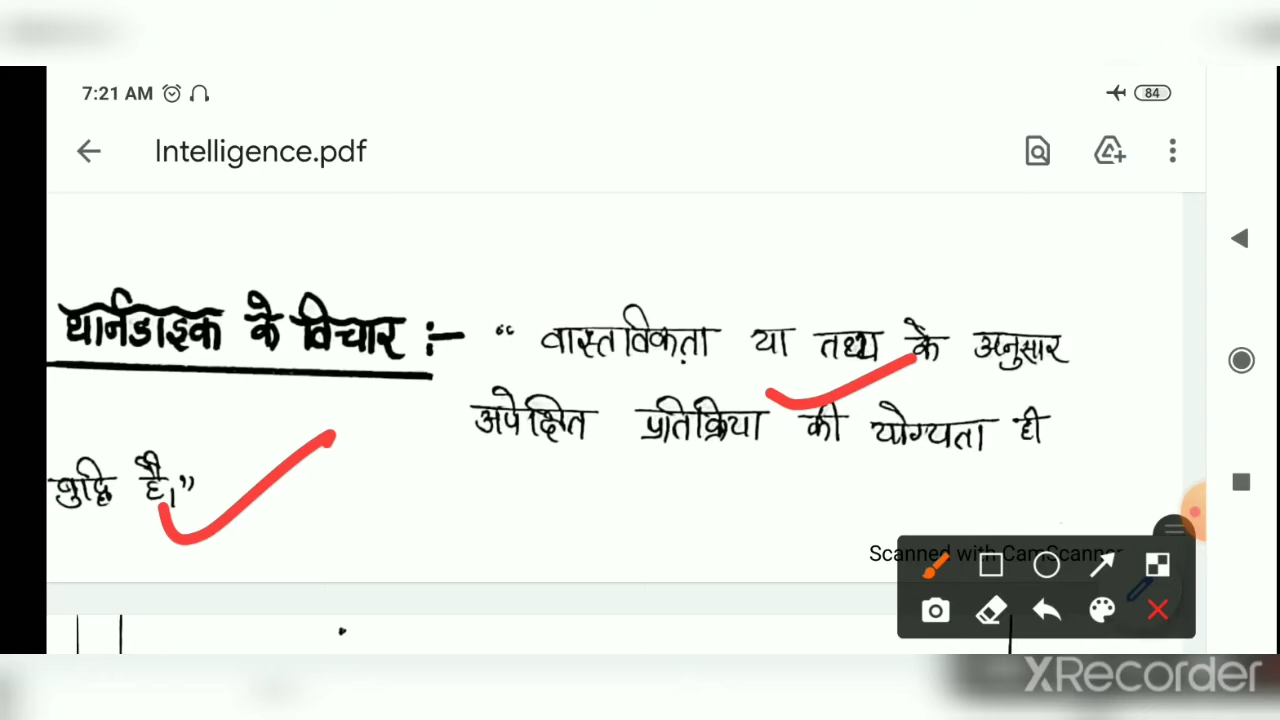 7:21 AM 84
Intelligence.pdf
थार्नडाइक के विचार :- “ वास्तविकता या तथ्य के अनुसार
अपेक्षित प्रतिक्रिया की योग्यता ही
बुद्धि है।”
Scanned with CamScanner
XRecorder